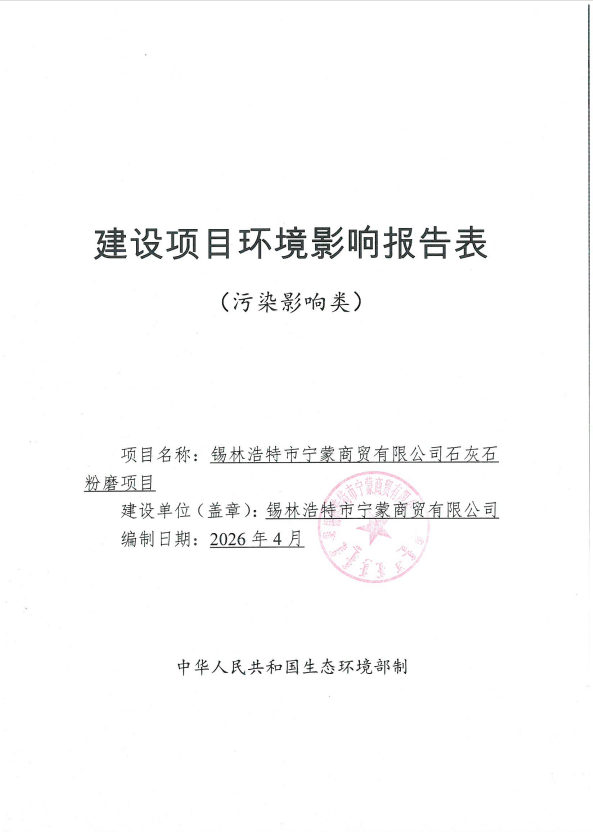 建设项目环境影响报告表
（污染影响类）
项目名称：锡林浩特市宁蒙商贸有限公司石灰石
粉磨项目
建设单位（盖章）：锡林浩特市宁蒙商贸有限公司
编制日期：2026 年 4 月
中华人民共和国生态环境部制